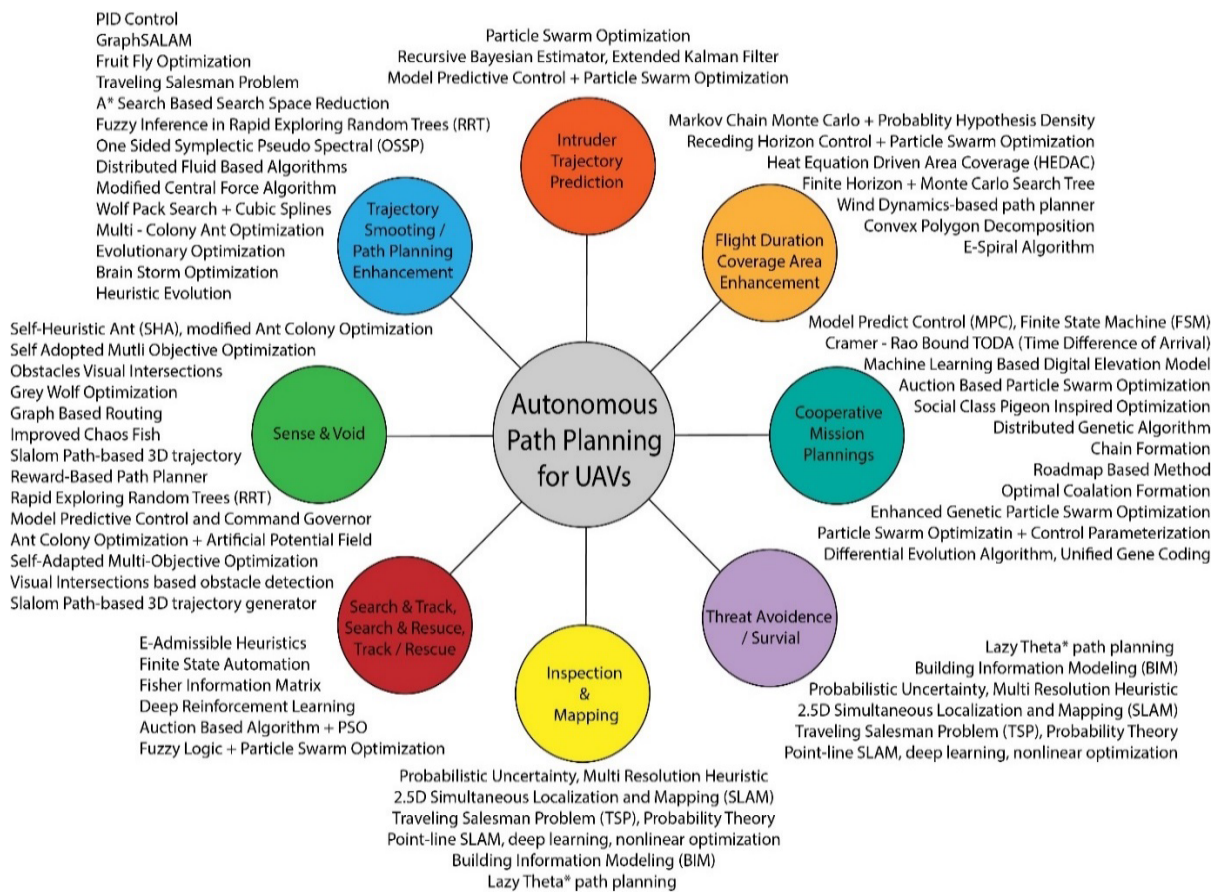 PID Control
GraphSALAM
Fruit Fly Optimization
Traveling Salesman Problem
A* Search Based Search Space Reduction
Fuzzy Inference in Rapid Exploring Random Trees (RRT)
One Sided Symplectic Pseudo Spectral (OSSP)
Distributed Fluid Based Algorithms
Modified Central Force Algorithm
Wolf Pack Search + Cubic Splines
Multi - Colony Ant Optimization
Evolutionary Optimization
Brain Storm Optimization
Heuristic Evolution
Trajectory
Smooting /
Path Planning
Enhancement
Particle Swarm Optimization
Recursive Bayesian Estimator, Extended Kalman Filter
Model Predictive Control + Particle Swarm Optimization
Intruder
Trajectory
Prediction
Markov Chain Monte Carlo + Probablity Hypothesis Density
Receding Horizon Control + Particle Swarm Optimization
Heat Equation Driven Area Coverage (HEDAC)
Finite Horizon + Monte Carlo Search Tree
Wind Dynamics-based path planner
Convex Polygon Decomposition
E-Spiral Algorithm
Flight Duration
Coverage Area
Enhancement
Self-Heuristic Ant (SHA), modified Ant Colony Optimization
Self Adopted Mutli Objective Optimization
Obstacles Visual Intersections
Grey Wolf Optimization
Graph Based Routing
Improved Chaos Fish
Slalom Path-based 3D trajectory
Reward-Based Path Planner
Rapid Exploring Random Trees (RRT)
Model Predictive Control and Command Governor
Ant Colony Optimization + Artificial Potential Field
Self-Adapted Multi-Objective Optimization
Visual Intersections based obstacle detection
Slalom Path-based 3D trajectory generator
Sense & Void
Autonomous
Path Planning
for UAVs
Model Predict Control (MPC), Finite State Machine (FSM)
Cramer - Rao Bound TODA (Time Difference of Arrival)
Machine Learning Based Digital Elevation Model
Auction Based Particle Swarm Optimization
Social Class Pigeon Inspired Optimization
Distributed Genetic Algorithm
Chain Formation
Roadmap Based Method
Optimal Coalation Formation
Enhanced Genetic Particle Swarm Optimization
Particle Swarm Optimizatin + Control Parameterization
Differential Evolution Algorithm, Unified Gene Coding
Cooperative
Mission
Plannings
Search & Track,
Search & Resuce,
Track / Rescue
E-Admissible Heuristics
Finite State Automation
Fisher Information Matrix
Deep Reinforcement Learning
Auction Based Algorithm + PSO
Fuzzy Logic + Particle Swarm Optimization
Inspection
&
Mapping
Probabilistic Uncertainty, Multi Resolution Heuristic
2.5D Simultaneous Localization and Mapping (SLAM)
Traveling Salesman Problem (TSP), Probability Theory
Point-line SLAM, deep learning, nonlinear optimization
Building Information Modeling (BIM)
Lazy Theta* path planning
Threat Avoidence
/ Survial
Lazy Theta* path planning
Building Information Modeling (BIM)
Probabilistic Uncertainty, Multi Resolution Heuristic
2.5D Simultaneous Localization and Mapping (SLAM)
Traveling Salesman Problem (TSP), Probability Theory
Point-line SLAM, deep learning, nonlinear optimization